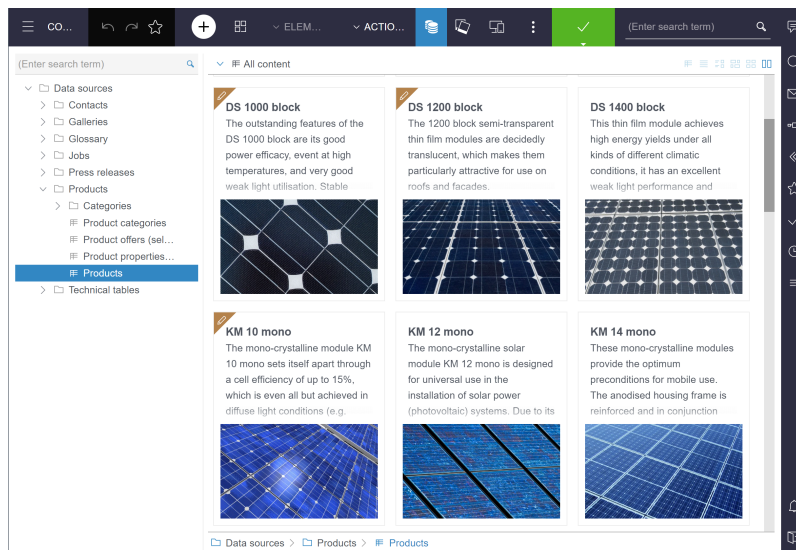 CO...
ELEM...
ACTIO...
(Enter search term)
(Enter search term)
All content
Data sources
Contacts
Galleries
Glossary
Jobs
Press releases
Products
Categories
Product categories
Product offers (sel...
Product properties...
Products
Technical tables
DS 1000 block
The outstanding features of the
DS 1000 block are its good
power efficacy, event at high
temperatures, and very good
weak light utilisation. Stable
DS 1200 block
The 1200 block semi-transparent
thin film modules are decidedly
translucent, which makes them
particularly attractive for use on
roofs and facades.
DS 1400 block
This thin film module achieves
high energy yields under all
kinds of different climatic
conditions, it has an excellent
weak light performance and
KM 10 mono
The mono-crystalline module KM
10 mono sets itself apart through
a cell efficiency of up to 15%,
which is even all but achieved in
diffuse light conditions (e.g.
KM 12 mono
The mono-crystalline solar
module KM 12 mono is designed
for universal use in the
installation of solar power
(photovoltaic) systems. Due to its
KM 14 mono
These mono-crystalline modules
provide the optimum
preconditions for mobile use.
The anodised housing frame is
reinforced and in conjunction
Data sources > Products > Products